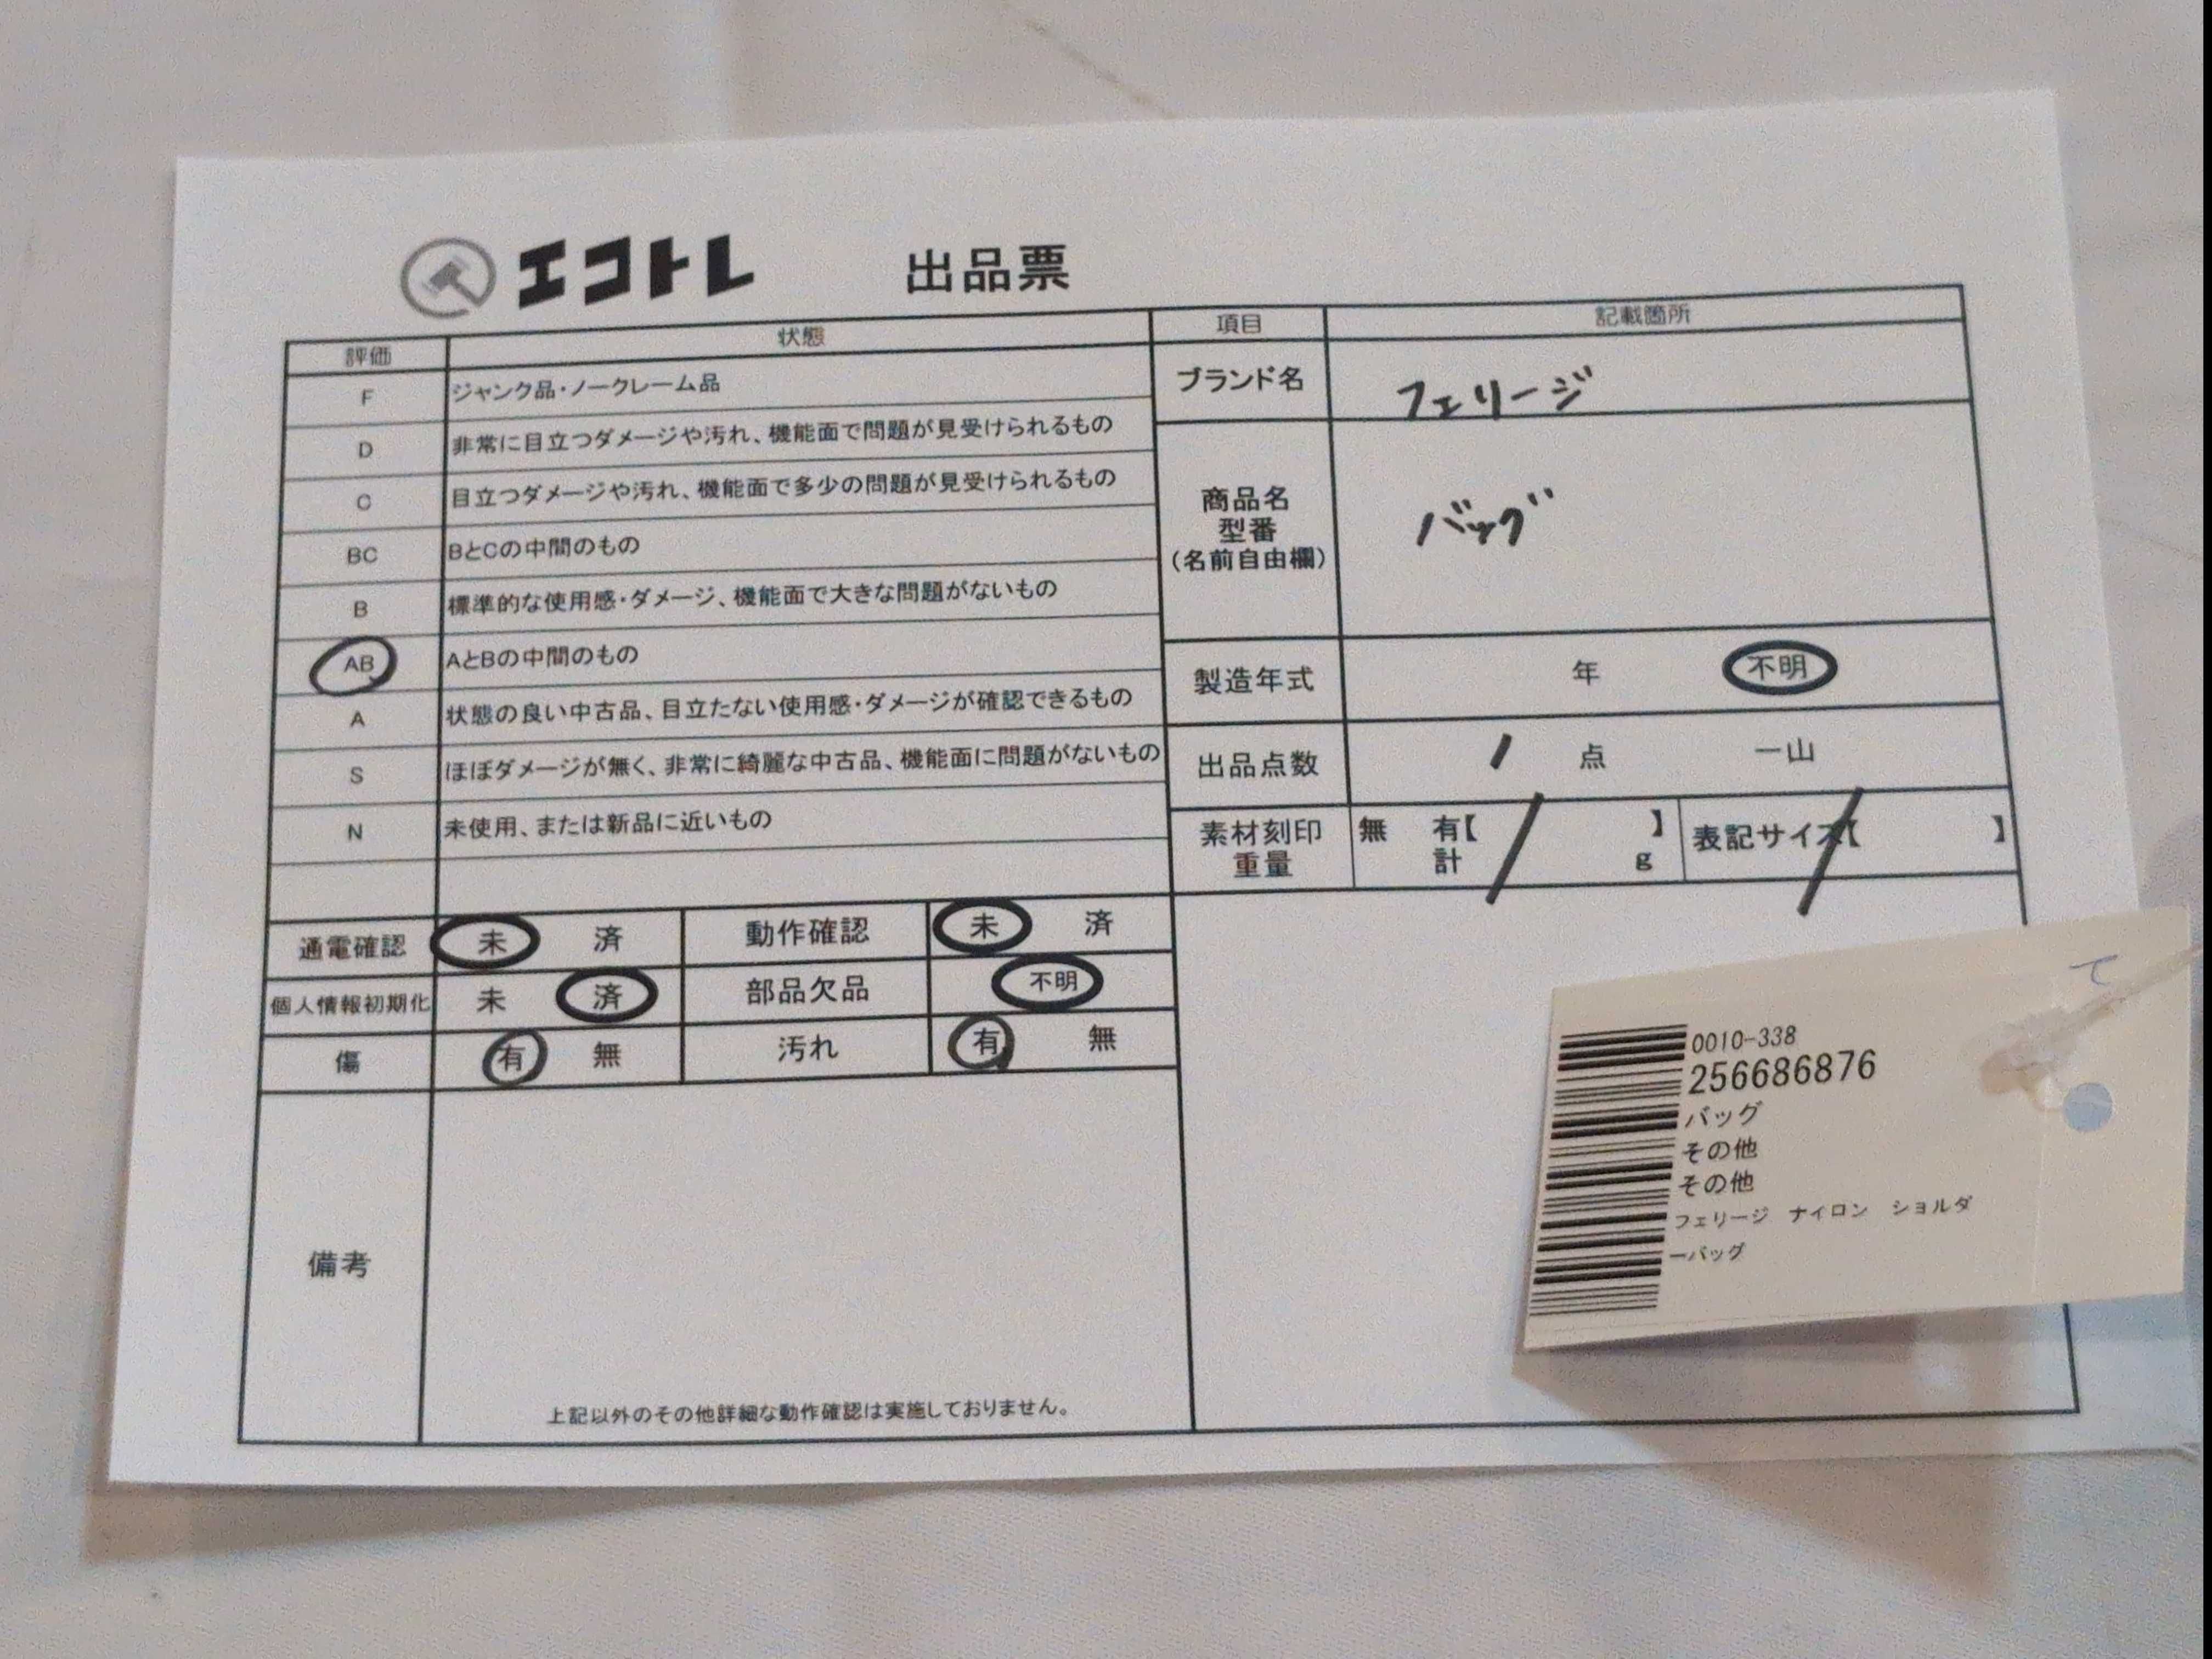 エコトレ 出品票
評価 状態 項目 記載箇所
F ジャンク品・ノークレーム品
D 非常に目立つダメージや汚れ、機能面で問題が見受けられるもの
C 目立つダメージや汚れ、機能面で多少の問題が見受けられるもの
BC BとCの中間のもの
B 標準的な使用感・ダメージ、機能面で大きな問題がないもの
AB AとBの中間のもの
A 状態の良い中古品、目立たない使用感・ダメージが確認できるもの
S ほぼダメージが無く、非常に綺麗な中古品、機能面に問題がないもの
N 未使用、または新品に近いもの
ブランド名 フェリージ
商品名
型番
(名前自由欄)
バッグ
製造年式 年 不明
出品点数 1 点 一山
素材刻印 無 有【 】 表記サイズ【 】
重量 計 g
通電確認 未 済 動作確認 未 済
個人情報初期化 未 済 部品欠品 不明
傷 有 無 汚れ 有 無
備考
上記以外のその他詳細な動作確認は実施しておりません。
て
0010-338
256686876
バッグ
その他
その他
フェリージ ナイロン ショルダ
ーバッグ